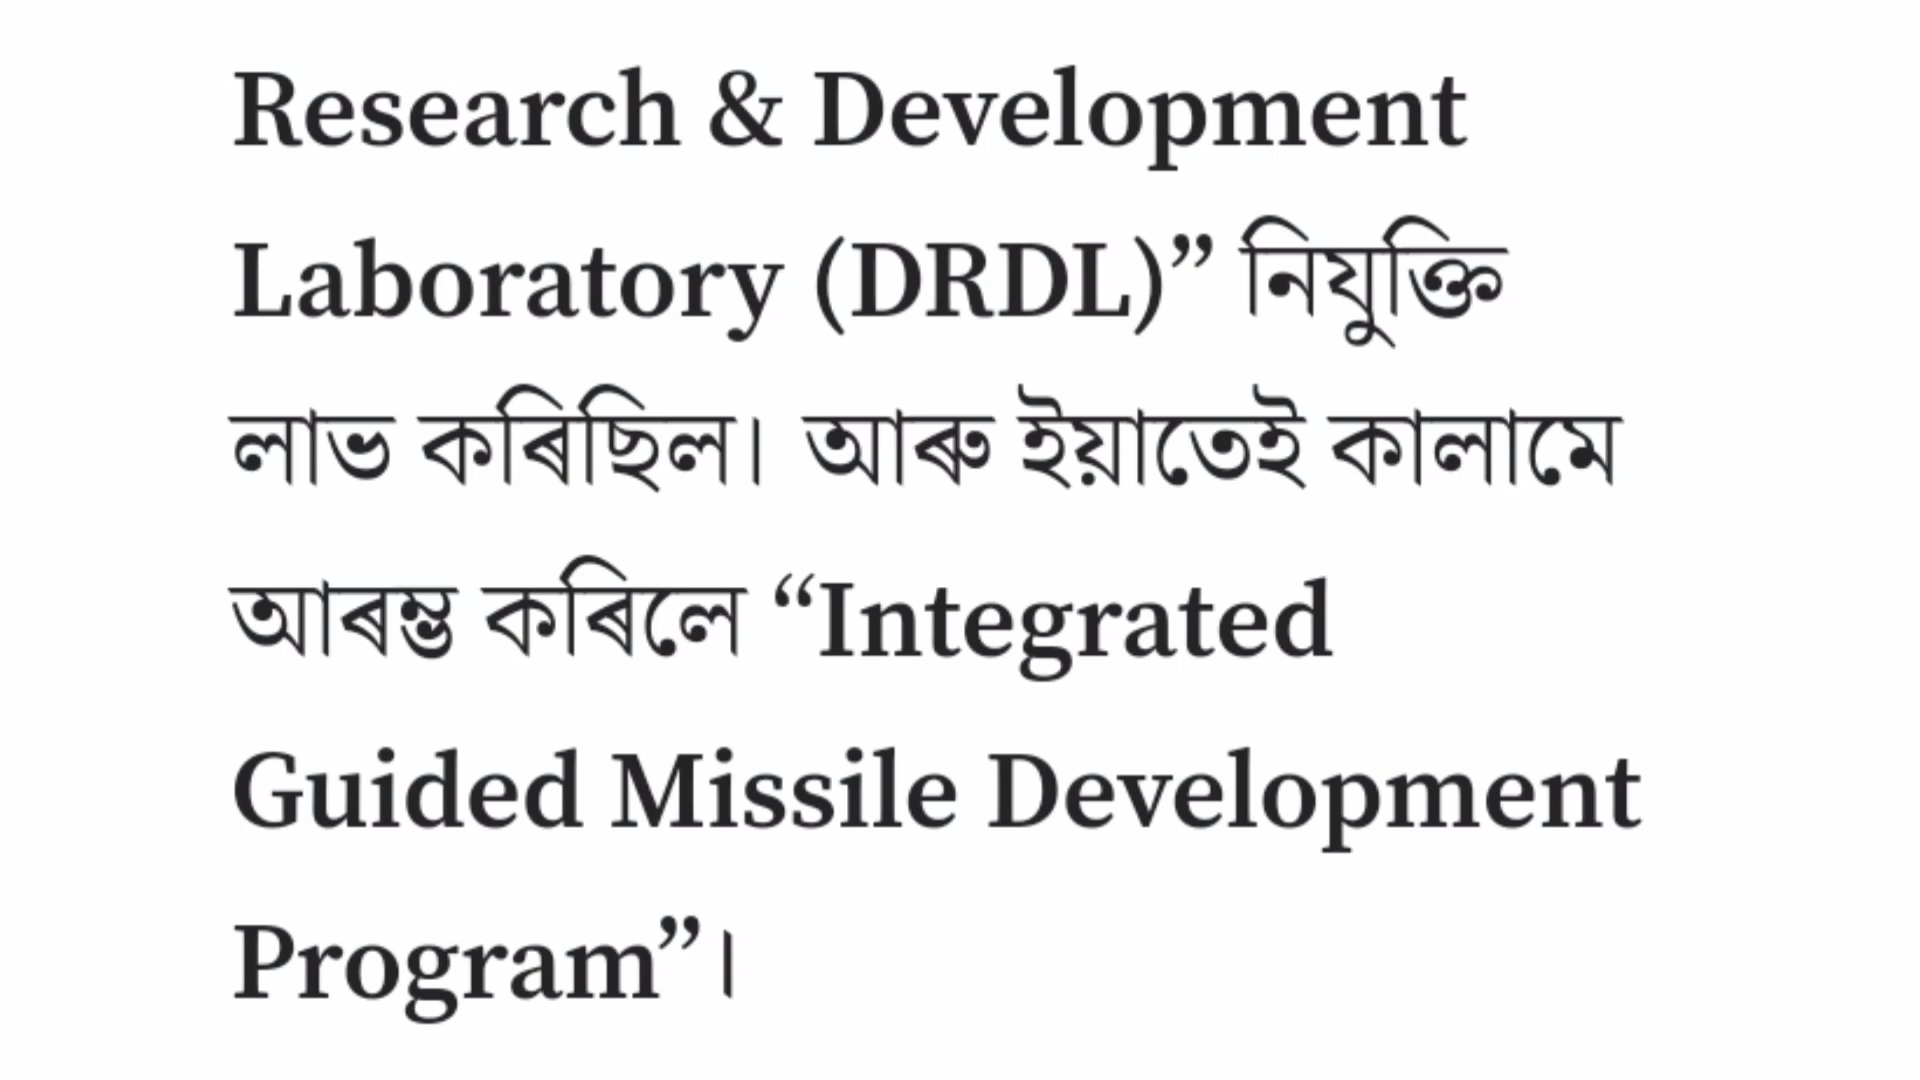 Research & Development
Laboratory (DRDL)” নিযুক্তি
লাভ কৰিছিল। আৰু ইয়াতেই কালামে
আৰম্ভ কৰিলে “Integrated
Guided Missile Development
Program”।